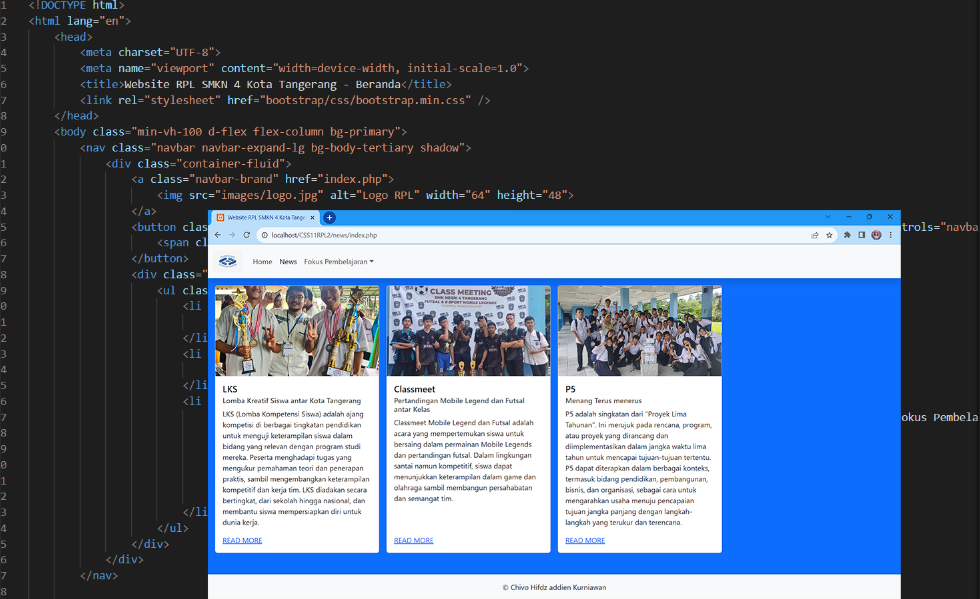 1 <!DOCTYPE html>
2 <html lang="en">
3 <head>
4 <meta charset="UTF-8">
5 <meta name="viewport" content="width=device-width, initial-scale=1.0">
6 <title>Website RPL SMKN 4 Kota Tangerang - Beranda</title>
7 <link rel="stylesheet" href="bootstrap/css/bootstrap.min.css" />
8 </head>
9 <body class="min-vh-100 d-flex flex-column bg-primary">
0 <nav class="navbar navbar-expand-lg bg-body-tertiary shadow">
1 <div class="container-fluid">
2 <a class="navbar-brand" href="index.php">
3 <img src="images/logo.jpg" alt="Logo RPL" width="64" height="48">
4 </a>
5 <button clas
trols="navba
6 <span cl
7 </button>
8 <div class="
9 <ul clas
0 <li
1
2 </li
3 <li
4
5 </li
6 <li
7
okus Pembela
8
9
0
1
2
3 </li
4 </ul>
5 </div>
6 </div>
7 </nav>
8
Website RPL SMKN 4 Kota Tange
localhost/CSS11RPL2/news/index.php
Home News Fokus Pembelajaran
CLASS MEETING
SMK NEGERI 4 TANGERANG
FUTSAL & E-SPORT MOBILE LEGENDS
LKS
Lomba Kreatif Siswa antar Kota Tangerang
LKS (Lomba Kompetensi Siswa) adalah ajang
kompetisi di berbagai tingkatan pendidikan
untuk menguji keterampilan siswa dalam
bidang yang relevan dengan program studi
mereka. Peserta menghadapi tugas yang
mengukur pemahaman teori dan penerapan
praktis, sambil mengembangkan keterampilan
kompetitif dan kerja tim. LKS diadakan secara
bertingkat, dari sekolah hingga nasional, dan
membantu siswa mempersiapkan diri untuk
dunia kerja.
READ MORE
Classmeet
Pertandingan Mobile Legend dan Futsal
antar Kelas
Classmeet Mobile Legend dan Futsal adalah
acara yang mempertemukan siswa untuk
bersaing dalam permainan Mobile Legends
dan pertandingan futsal. Dalam lingkungan
santai namun kompetitif, siswa dapat
menunjukkan keterampilan dalam game dan
olahraga sambil membangun persahabatan
dan semangat tim.
READ MORE
P5
Menang Terus menerus
P5 adalah singkatan dari "Proyek Lima
Tahunan". Ini merujuk pada rencana, program,
atau proyek yang dirancang dan
diimplementasikan dalam jangka waktu lima
tahun untuk mencapai tujuan-tujuan tertentu.
P5 dapat diterapkan dalam berbagai konteks,
termasuk bidang pendidikan, pembangunan,
bisnis, dan organisasi, sebagai cara untuk
mengarahkan usaha menuju pencapaian
tujuan jangka panjang dengan langkah-
langkah yang terukur dan terencana.
READ MORE
© Chivo Hifdz addien Kurniawan